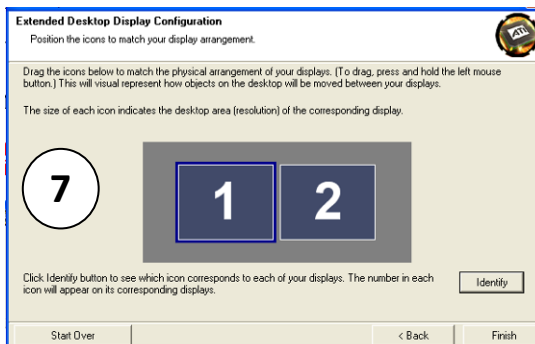 Extended Desktop Display Configuration
Position the icons to match your display arrangement.
ATI
Drag the icons below to match the physical arrangement of your displays. (To drag, press and hold the left mouse
button.) This will visual represent how objects on the desktop will be moved between your displays.
The size of each icon indicates the desktop area (resolution) of the corresponding display.
7
1 2
Click Identify button to see which icon corresponds to each of your displays. The number in each
icon will appear on its corresponding displays.
Identify
Start Over < Back Finish